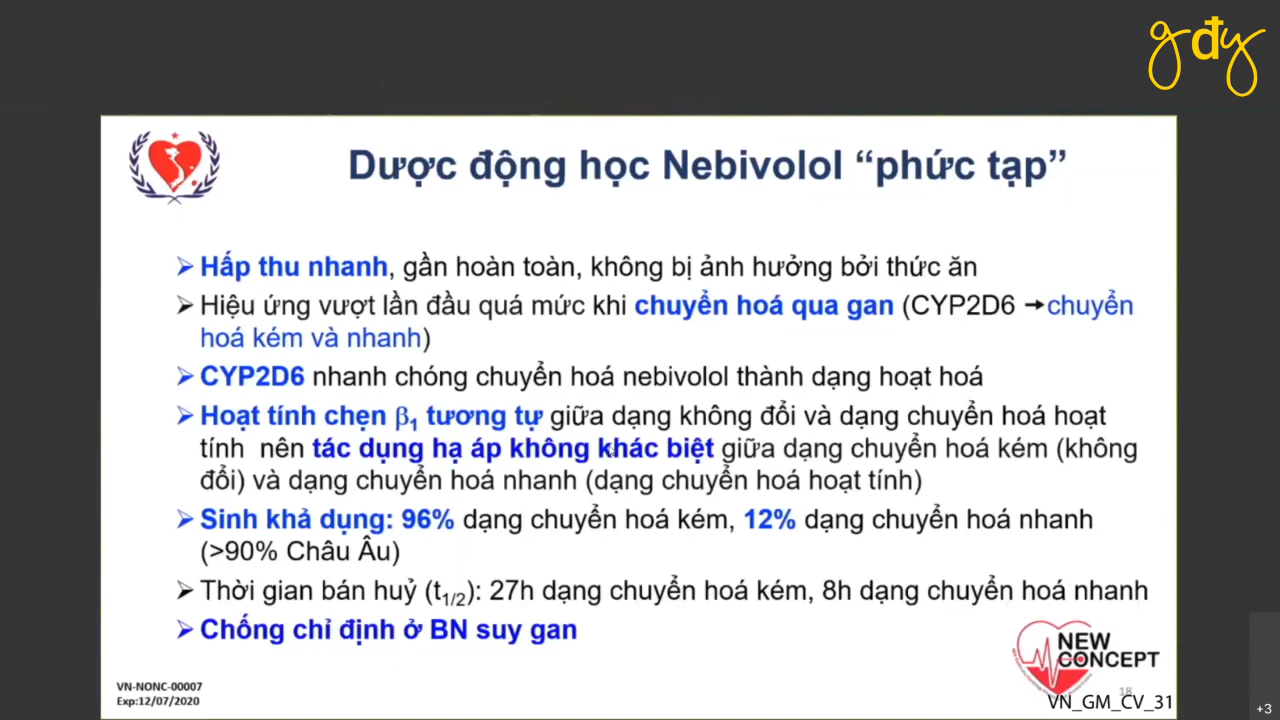 gđy
Dược động học Nebivolol “phức tạp”
➢ Hấp thu nhanh, gần hoàn toàn, không bị ảnh hưởng bởi thức ăn
➢ Hiệu ứng vượt lần đầu quá mức khi chuyển hoá qua gan (CYP2D6 ➞chuyển
hoá kém và nhanh)
➢ CYP2D6 nhanh chóng chuyển hoá nebivolol thành dạng hoạt hoá
➢ Hoạt tính chẹn β1 tương tự giữa dạng không đổi và dạng chuyển hoá hoạt
tính nên tác dụng hạ áp không khác biệt giữa dạng chuyển hoá kém (không
đổi) và dạng chuyển hoá nhanh (dạng chuyển hoá hoạt tính)
➢ Sinh khả dụng: 96% dạng chuyển hoá kém, 12% dạng chuyển hoá nhanh
(>90% Châu Âu)
➢ Thời gian bán huỷ (t1/2): 27h dạng chuyển hoá kém, 8h dạng chuyển hoá nhanh
➢ Chống chỉ định ở BN suy gan
NEW
CONCEPT
VN-NONC-00007
Exp:12/07/2020
18
VN_GM_CV_31
+3